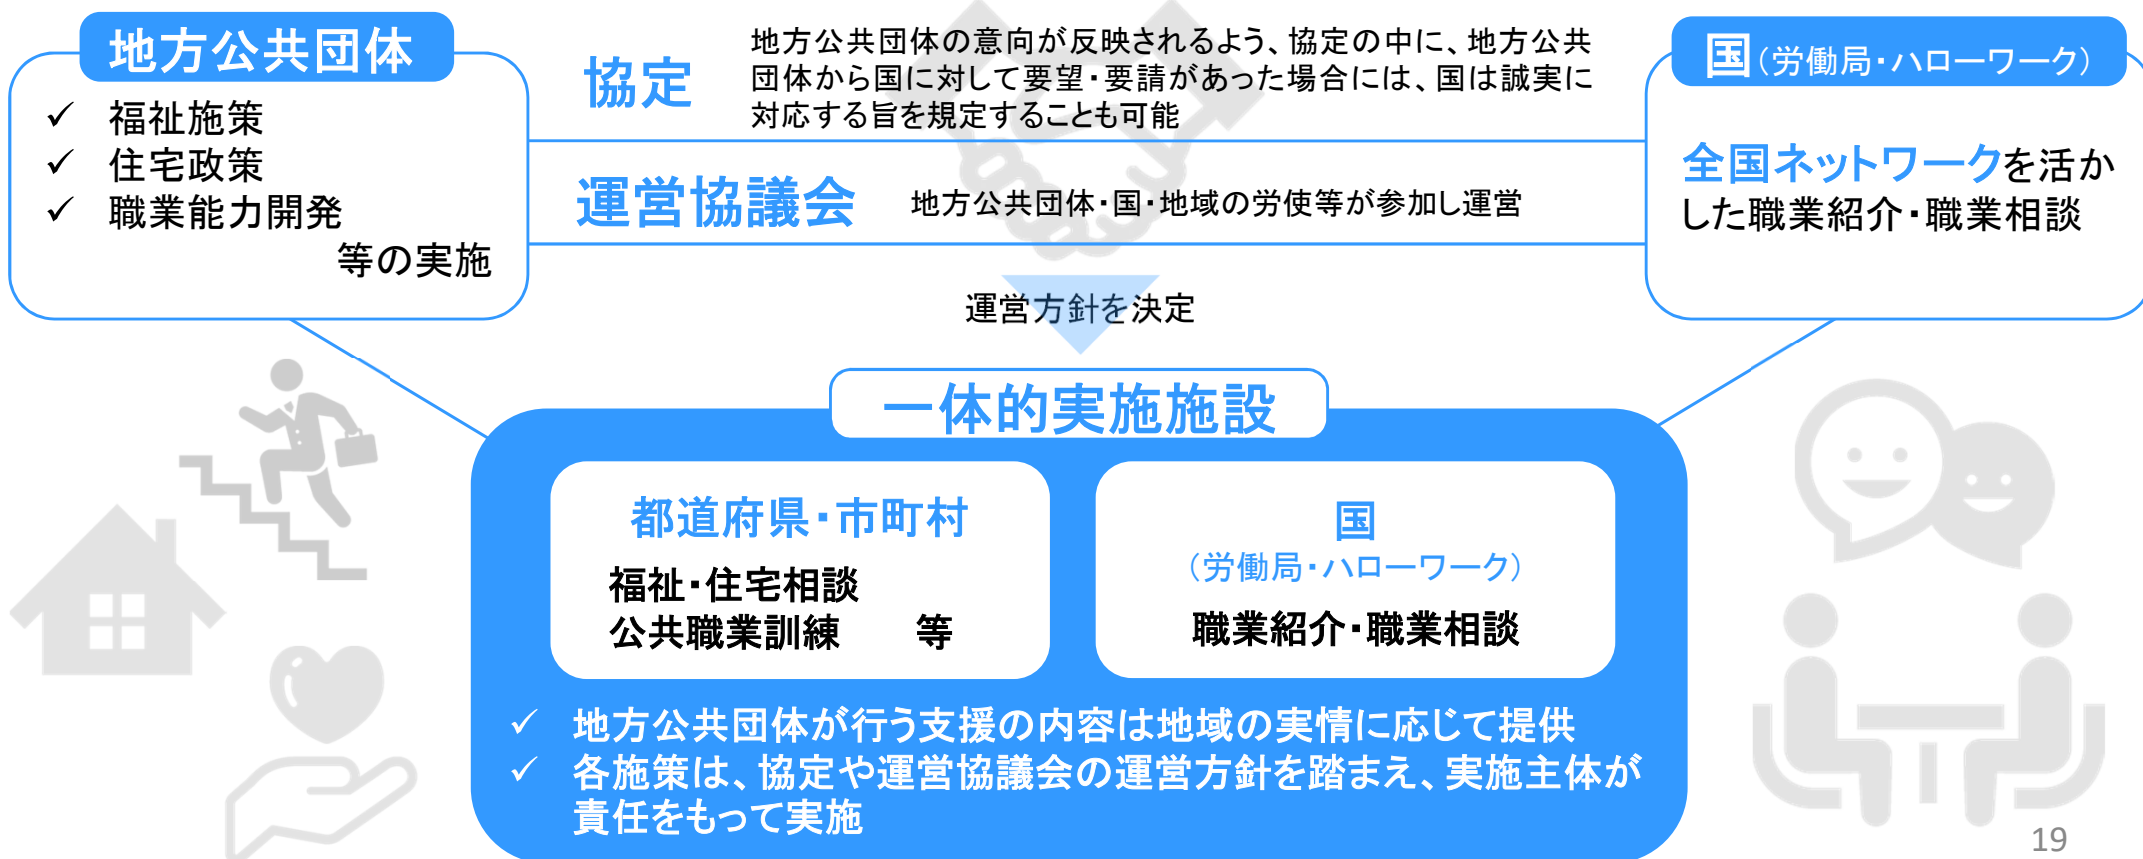 地方公共団体
✓ 福祉施策
✓ 住宅政策
✓ 職業能力開発
等の実施
協定
地方公共団体の意向が反映されるよう、協定の中に、地方公共
団体から国に対して要望・要請があった場合には、国は誠実に
対応する旨を規定することも可能
運営協議会
地方公共団体・国・地域の労使等が参加し運営
国（労働局・ハローワーク）
全国ネットワークを活か
した職業紹介・職業相談
運営方針を決定
一体的実施施設
都道府県・市町村
福祉・住宅相談
公共職業訓練　　等
国
（労働局・ハローワーク）
職業紹介・職業相談
✓ 地方公共団体が行う支援の内容は地域の実情に応じて提供
✓ 各施策は、協定や運営協議会の運営方針を踏まえ、実施主体が
責任をもって実施
19